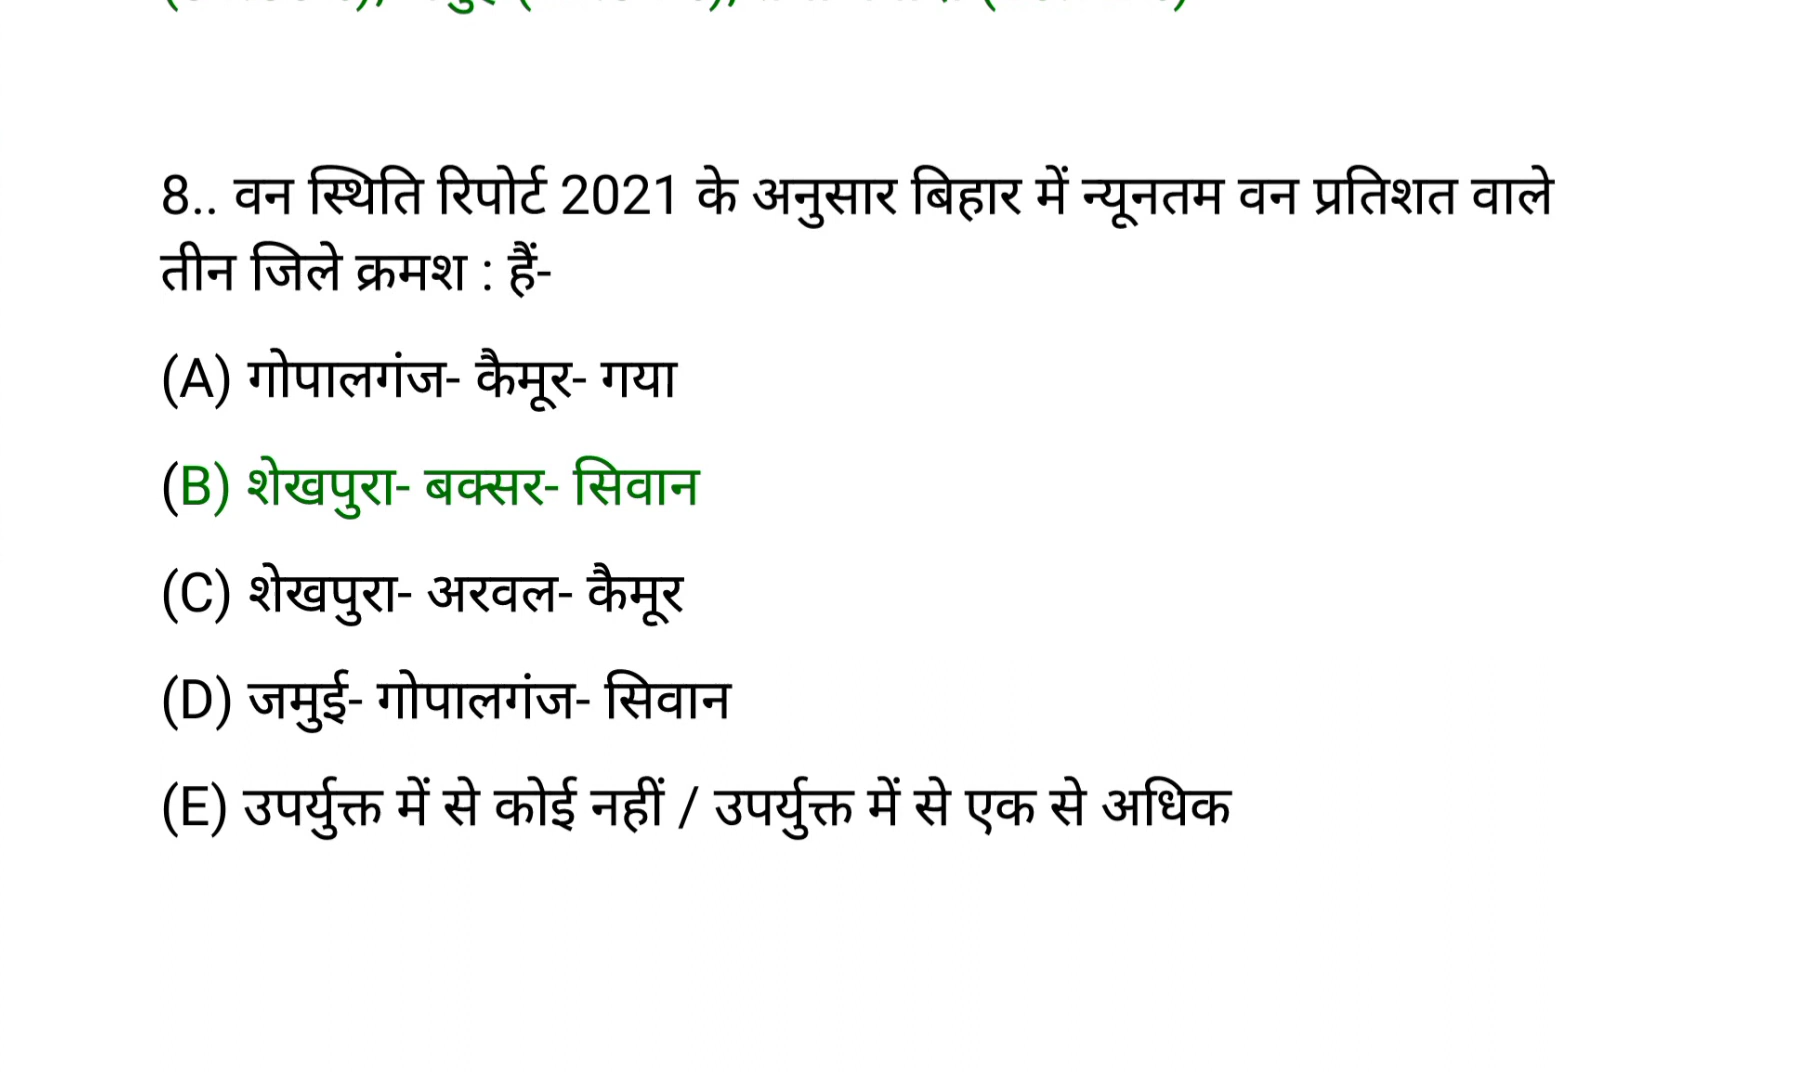 8.. वन स्थिति रिपोर्ट 2021 के अनुसार बिहार में न्यूनतम वन प्रतिशत वाले
तीन जिले क्रमश : हैं-
(A) गोपालगंज- कैमूर- गया
(B) शेखपुरा- बक्सर- सिवान
(C) शेखपुरा- अरवल- कैमूर
(D) जमुई- गोपालगंज- सिवान
(E) उपर्युक्त में से कोई नहीं / उपर्युक्त में से एक से अधिक